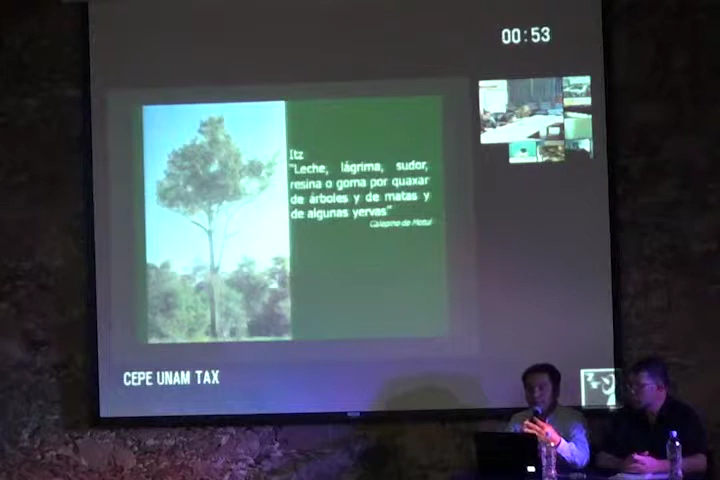 00:53
Itz
"Leche, lágrima, sudor,
resina o goma por quaxar
de árboles y de matas y
de algunas yervas"
Calepino de Motul
CEPE UNAM TAX